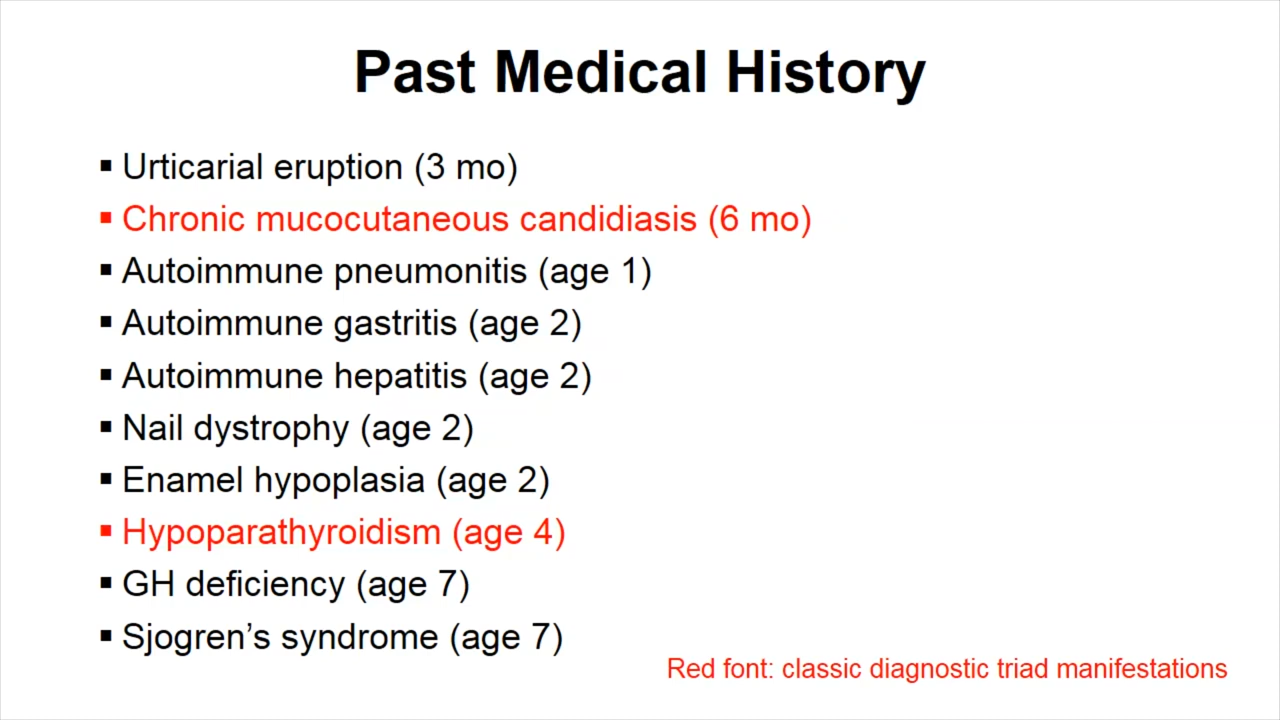 Past Medical History
▪ Urticarial eruption (3 mo)
▪ Chronic mucocutaneous candidiasis (6 mo)
▪ Autoimmune pneumonitis (age 1)
▪ Autoimmune gastritis (age 2)
▪ Autoimmune hepatitis (age 2)
▪ Nail dystrophy (age 2)
▪ Enamel hypoplasia (age 2)
▪ Hypoparathyroidism (age 4)
▪ GH deficiency (age 7)
▪ Sjogren’s syndrome (age 7)
Red font: classic diagnostic triad manifestations